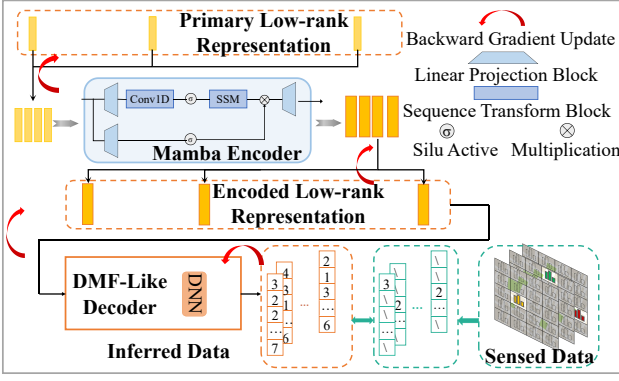 Primary Low-rank
Representation
Backward Gradient Update
Linear Projection Block
Sequence Transform Block
σ
Silu Active
Multiplication
Conv1D
σ
SSM
σ
Mamba Encoder
Encoded Low-rank
Representation
DMF-Like
Decoder
DNN
Inferred Data
3
2
2
...
7
4
3
1
...
6
...
2
1
3
...
6
\
3
\
...
\
\
\
2
...
\
...
\
\
2
...
\
Sensed Data